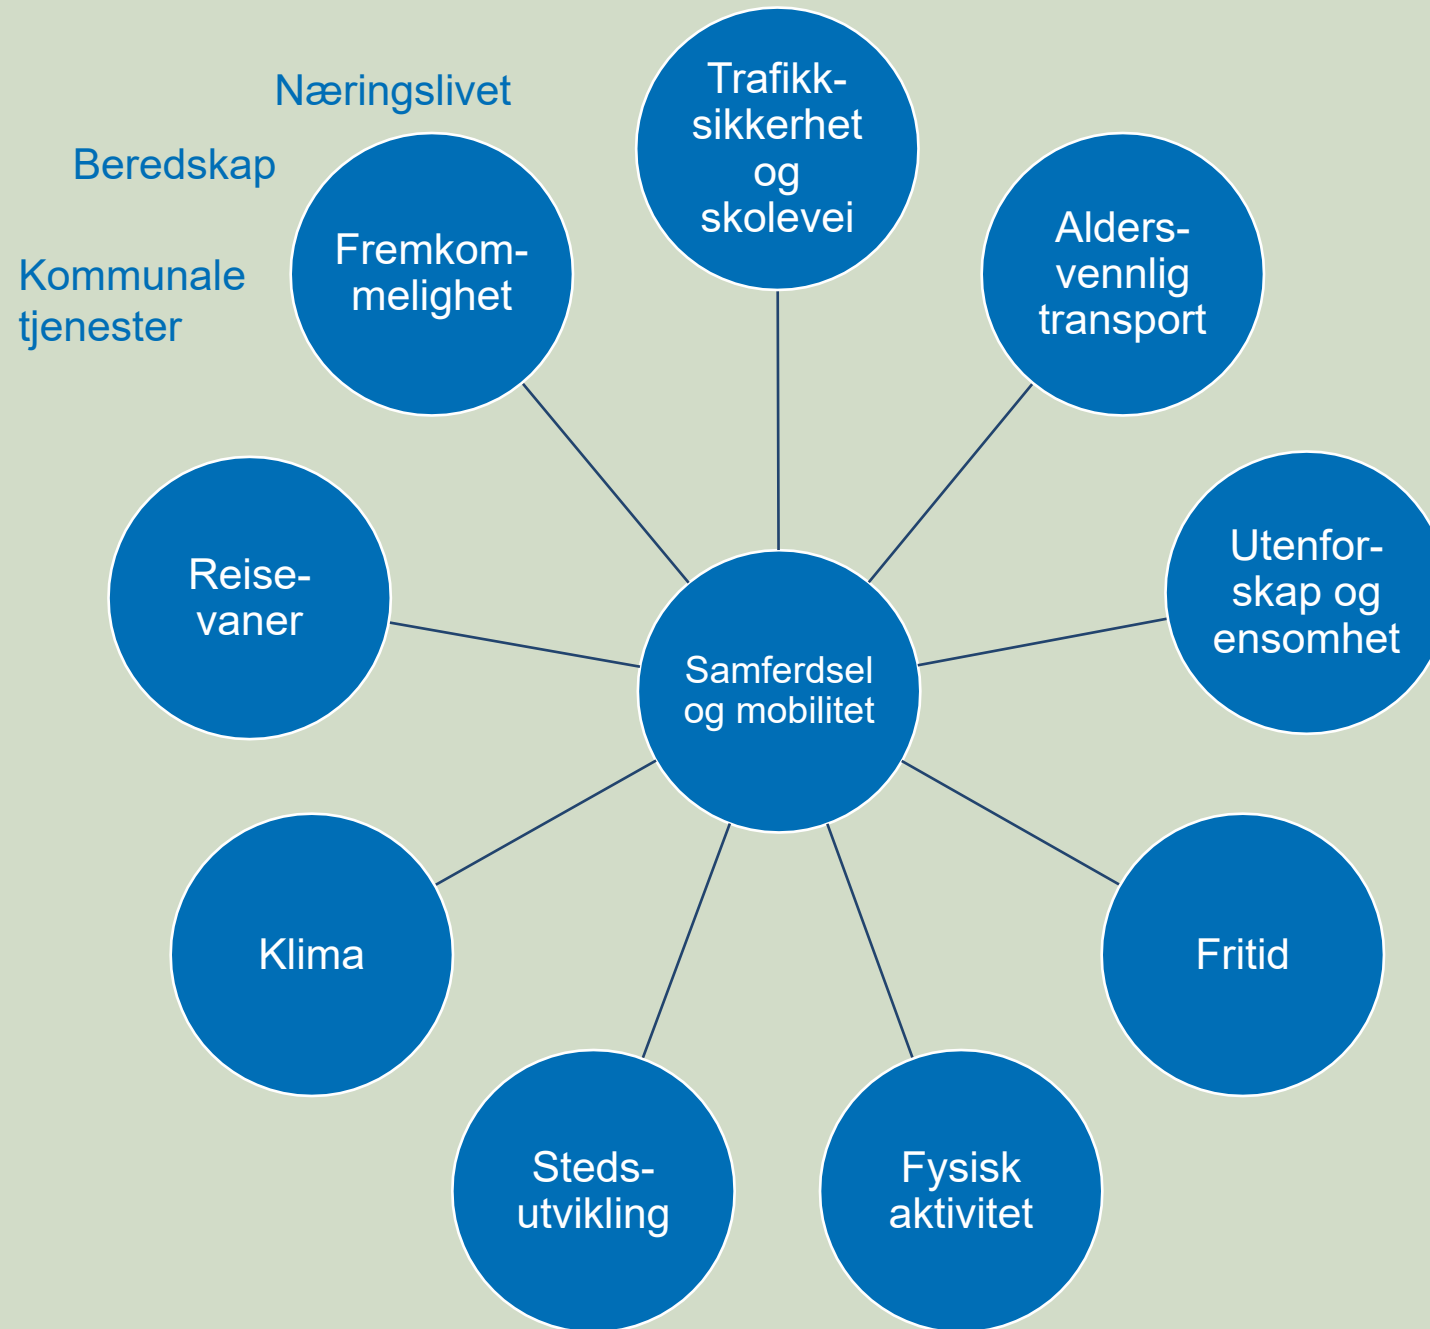 Næringslivet
Beredskap
Kommunale
tjenester
Fremkom-
melighet
Trafikk-
sikkerhet
og
skolevei
Alders-
vennlig
transport
Utenfor-
skap og
ensomhet
Reise-
vaner
Samferdsel
og mobilitet
Klima
Fritid
Steds-
utvikling
Fysisk
aktivitet